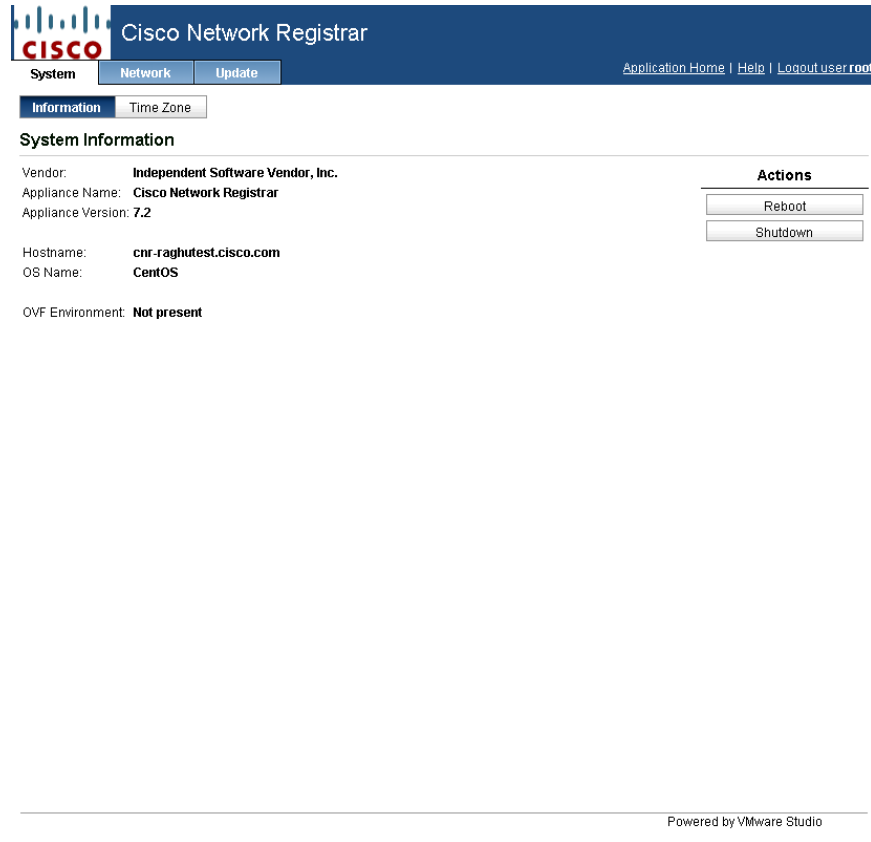 CISCO
Cisco Network Registrar
System Network Update
Application Home | Help | Logout user root
Information Time Zone
System Information
Vendor: Independent Software Vendor, Inc.
Appliance Name: Cisco Network Registrar
Appliance Version: 7.2
Hostname: cnr-raghutest.cisco.com
OS Name: CentOS
OVF Environment: Not present
Actions
Reboot
Shutdown
Powered by VMware Studio